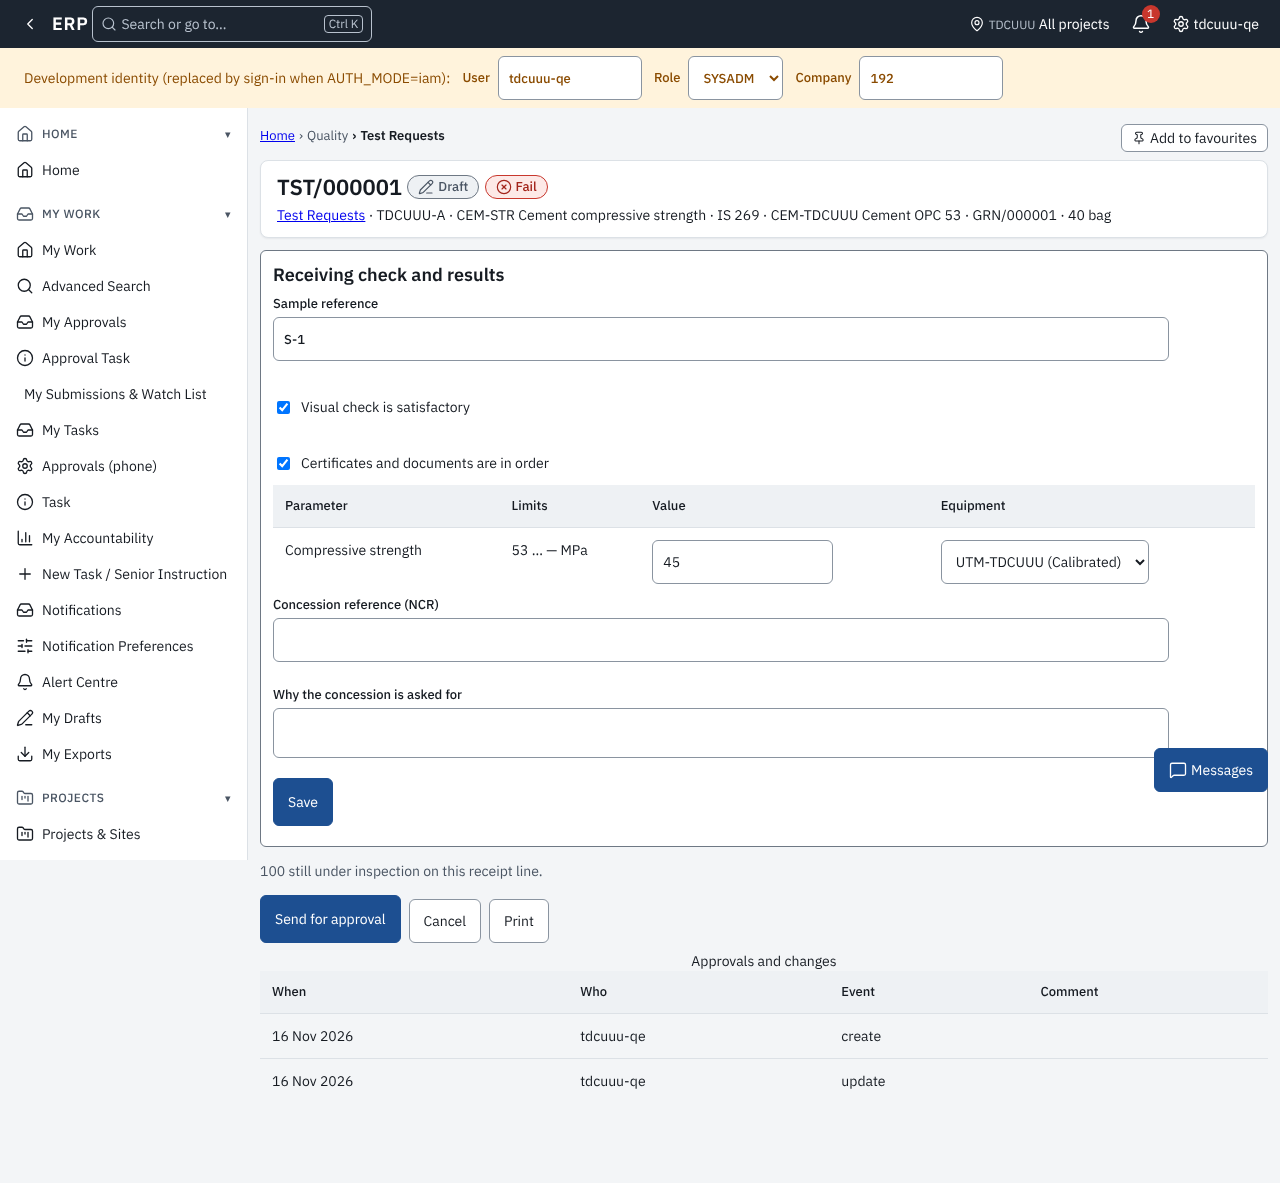 ERP
Search or go to...
Ctrl K
TDCUUU All projects
1
tdcuuu-qe
Development identity (replaced by sign-in when AUTH_MODE=iam):
User
tdcuuu-qe
Role
SYSADM
Company
192
HOME
Home
MY WORK
My Work
Advanced Search
My Approvals
Approval Task
My Submissions & Watch List
My Tasks
Approvals (phone)
Task
My Accountability
New Task / Senior Instruction
Notifications
Notification Preferences
Alert Centre
My Drafts
My Exports
PROJECTS
Projects & Sites
Home › Quality › Test Requests
Add to favourites
TST/000001
Draft
Fail
Test Requests · TDCUUU-A · CEM-STR Cement compressive strength · IS 269 · CEM-TDCUUU Cement OPC 53 · GRN/000001 · 40 bag
Receiving check and results
Sample reference
S-1
Visual check is satisfactory
Certificates and documents are in order
Parameter Limits Value Equipment
Compressive strength 53 ... — MPa 45 UTM-TDCUUU (Calibrated)
Concession reference (NCR)
Why the concession is asked for
Messages
Save
100 still under inspection on this receipt line.
Send for approval
Cancel
Print
Approvals and changes
When Who Event Comment
16 Nov 2026 tdcuuu-qe create
16 Nov 2026 tdcuuu-qe update